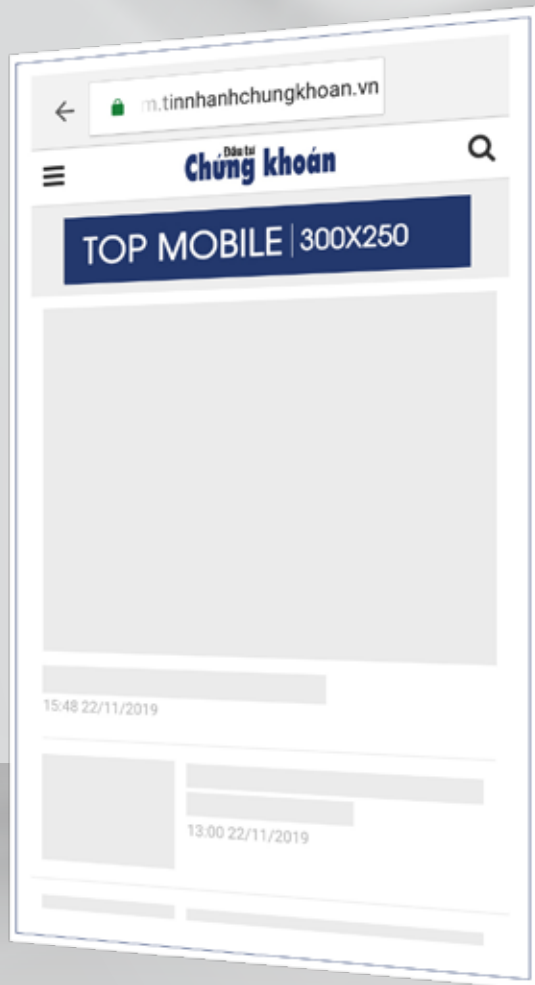 m.tinnhanhchungkhoan.vn
Đầu tư
Chứng khoán
TOP MOBILE | 300X250
15:48 22/11/2019
13:00 22/11/2019